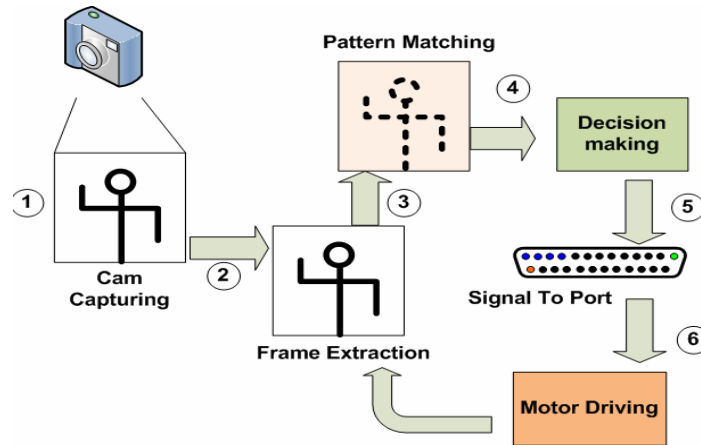 Pattern Matching
4
Decision
making
1
3
5
2
Cam
Capturing
Signal To Port
Frame Extraction
6
Motor Driving